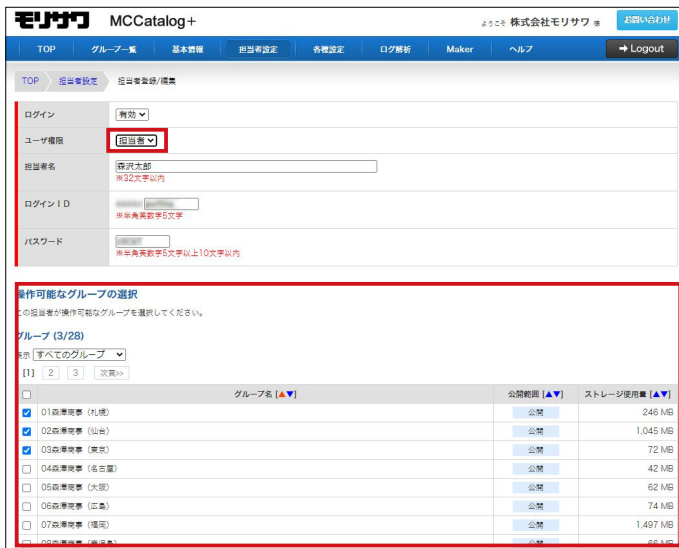 モリサワ MCCatalog+ ようこそ 株式会社モリサワ 様 お問い合わせ
TOP グループ一覧 基本情報 担当者設定 各種設定 ログ解析 Maker ヘルプ ➔ Logout
TOP 担当者設定 担当者登録/編集
ログイン 有効
ユーザ権限 担当者
担当者名 森沢太郎
※32文字以内
ログインID
※半角英数字5文字
パスワード
※半角英数字5文字以上10文字以内
操作可能なグループの選択
この担当者が操作可能なグループを選択してください。
グループ (3/28)
表示 すべてのグループ
[1] 2 3 次頁>>
グループ名 [▲▼] 公開範囲 [▲▼] ストレージ使用量 [▲▼]
01森澤商事（札幌） 公開 246 MB
02森澤商事（仙台） 公開 1,045 MB
03森澤商事（東京） 公開 72 MB
04森澤商事（名古屋） 公開 42 MB
05森澤商事（大阪） 公開 62 MB
06森澤商事（広島） 公開 74 MB
07森澤商事（福岡） 公開 1,497 MB
08森澤商事（鹿児島） 公開 66 MB